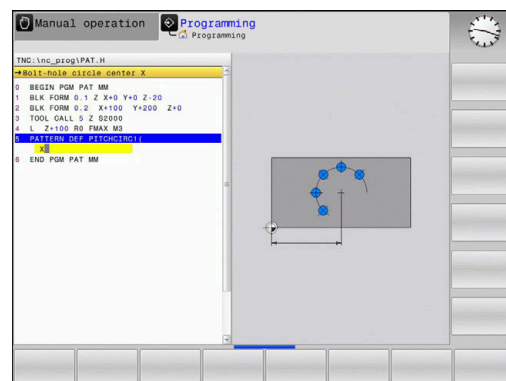 Manual operation
Programming
Programming
TNC:\nc_prog\PAT.H
→Bolt-hole circle center X
0 BEGIN PGM PAT MM
1 BLK FORM 0.1 Z X+0 Y+0 Z-20
2 BLK FORM 0.2 X+100 Y+200 Z+0
3 TOOL CALL 5 Z S2000
4 L Z+100 R0 FMAX M3
5 PATTERN DEF PITCHCIRC1(
X
6 END PGM PAT MM